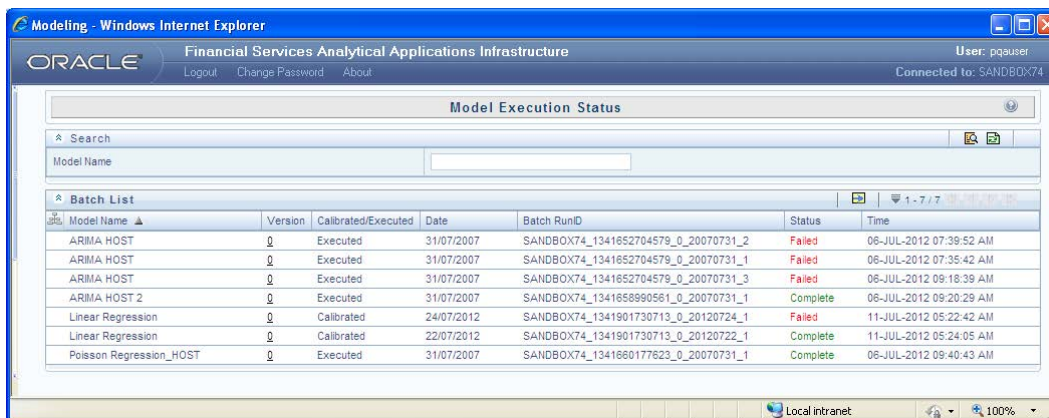 Modeling - Windows Internet Explorer
ORACLE
Financial Services Analytical Applications Infrastructure
User: pqauser
Logout Change Password About
Connected to: SANDBOX74
Model Execution Status
Search
Model Name
Batch List
1 - 7 / 7
Model Name Version Calibrated/Executed Date Batch RunID Status Time
ARIMA HOST 0 Executed 31/07/2007 SANDBOX74_1341652704579_0_20070731_2 Failed 06-JUL-2012 07:39:52 AM
ARIMA HOST 0 Executed 31/07/2007 SANDBOX74_1341652704579_0_20070731_1 Failed 06-JUL-2012 07:35:42 AM
ARIMA HOST 0 Executed 31/07/2007 SANDBOX74_1341652704579_0_20070731_3 Failed 06-JUL-2012 09:18:39 AM
ARIMA HOST 2 0 Executed 31/07/2007 SANDBOX74_1341658990561_0_20070731_1 Complete 06-JUL-2012 09:20:29 AM
Linear Regression 0 Calibrated 24/07/2012 SANDBOX74_1341901730713_0_20120724_1 Failed 11-JUL-2012 05:22:42 AM
Linear Regression 0 Calibrated 22/07/2012 SANDBOX74_1341901730713_0_20120722_1 Complete 11-JUL-2012 05:24:05 AM
Poisson Regression_HOST 0 Executed 31/07/2007 SANDBOX74_1341660177623_0_20070731_1 Complete 06-JUL-2012 09:40:43 AM
Local intranet
100%